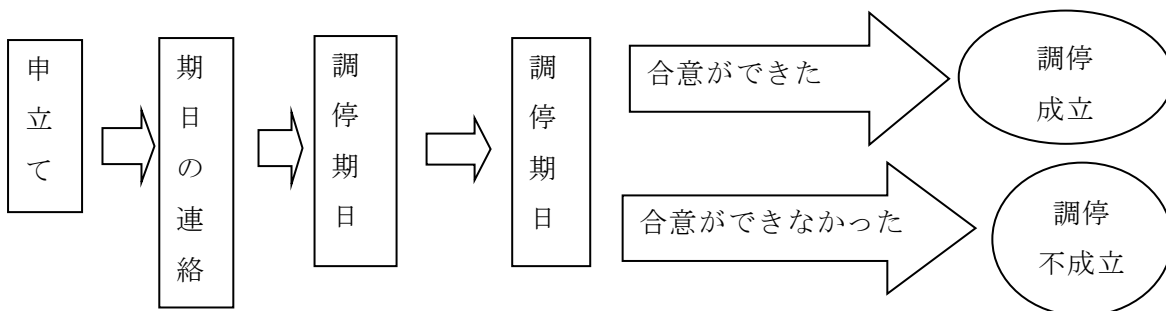 申立て
期日の連絡
調停期日
調停期日
合意ができた
調停
成立
合意ができなかった
調停
不成立